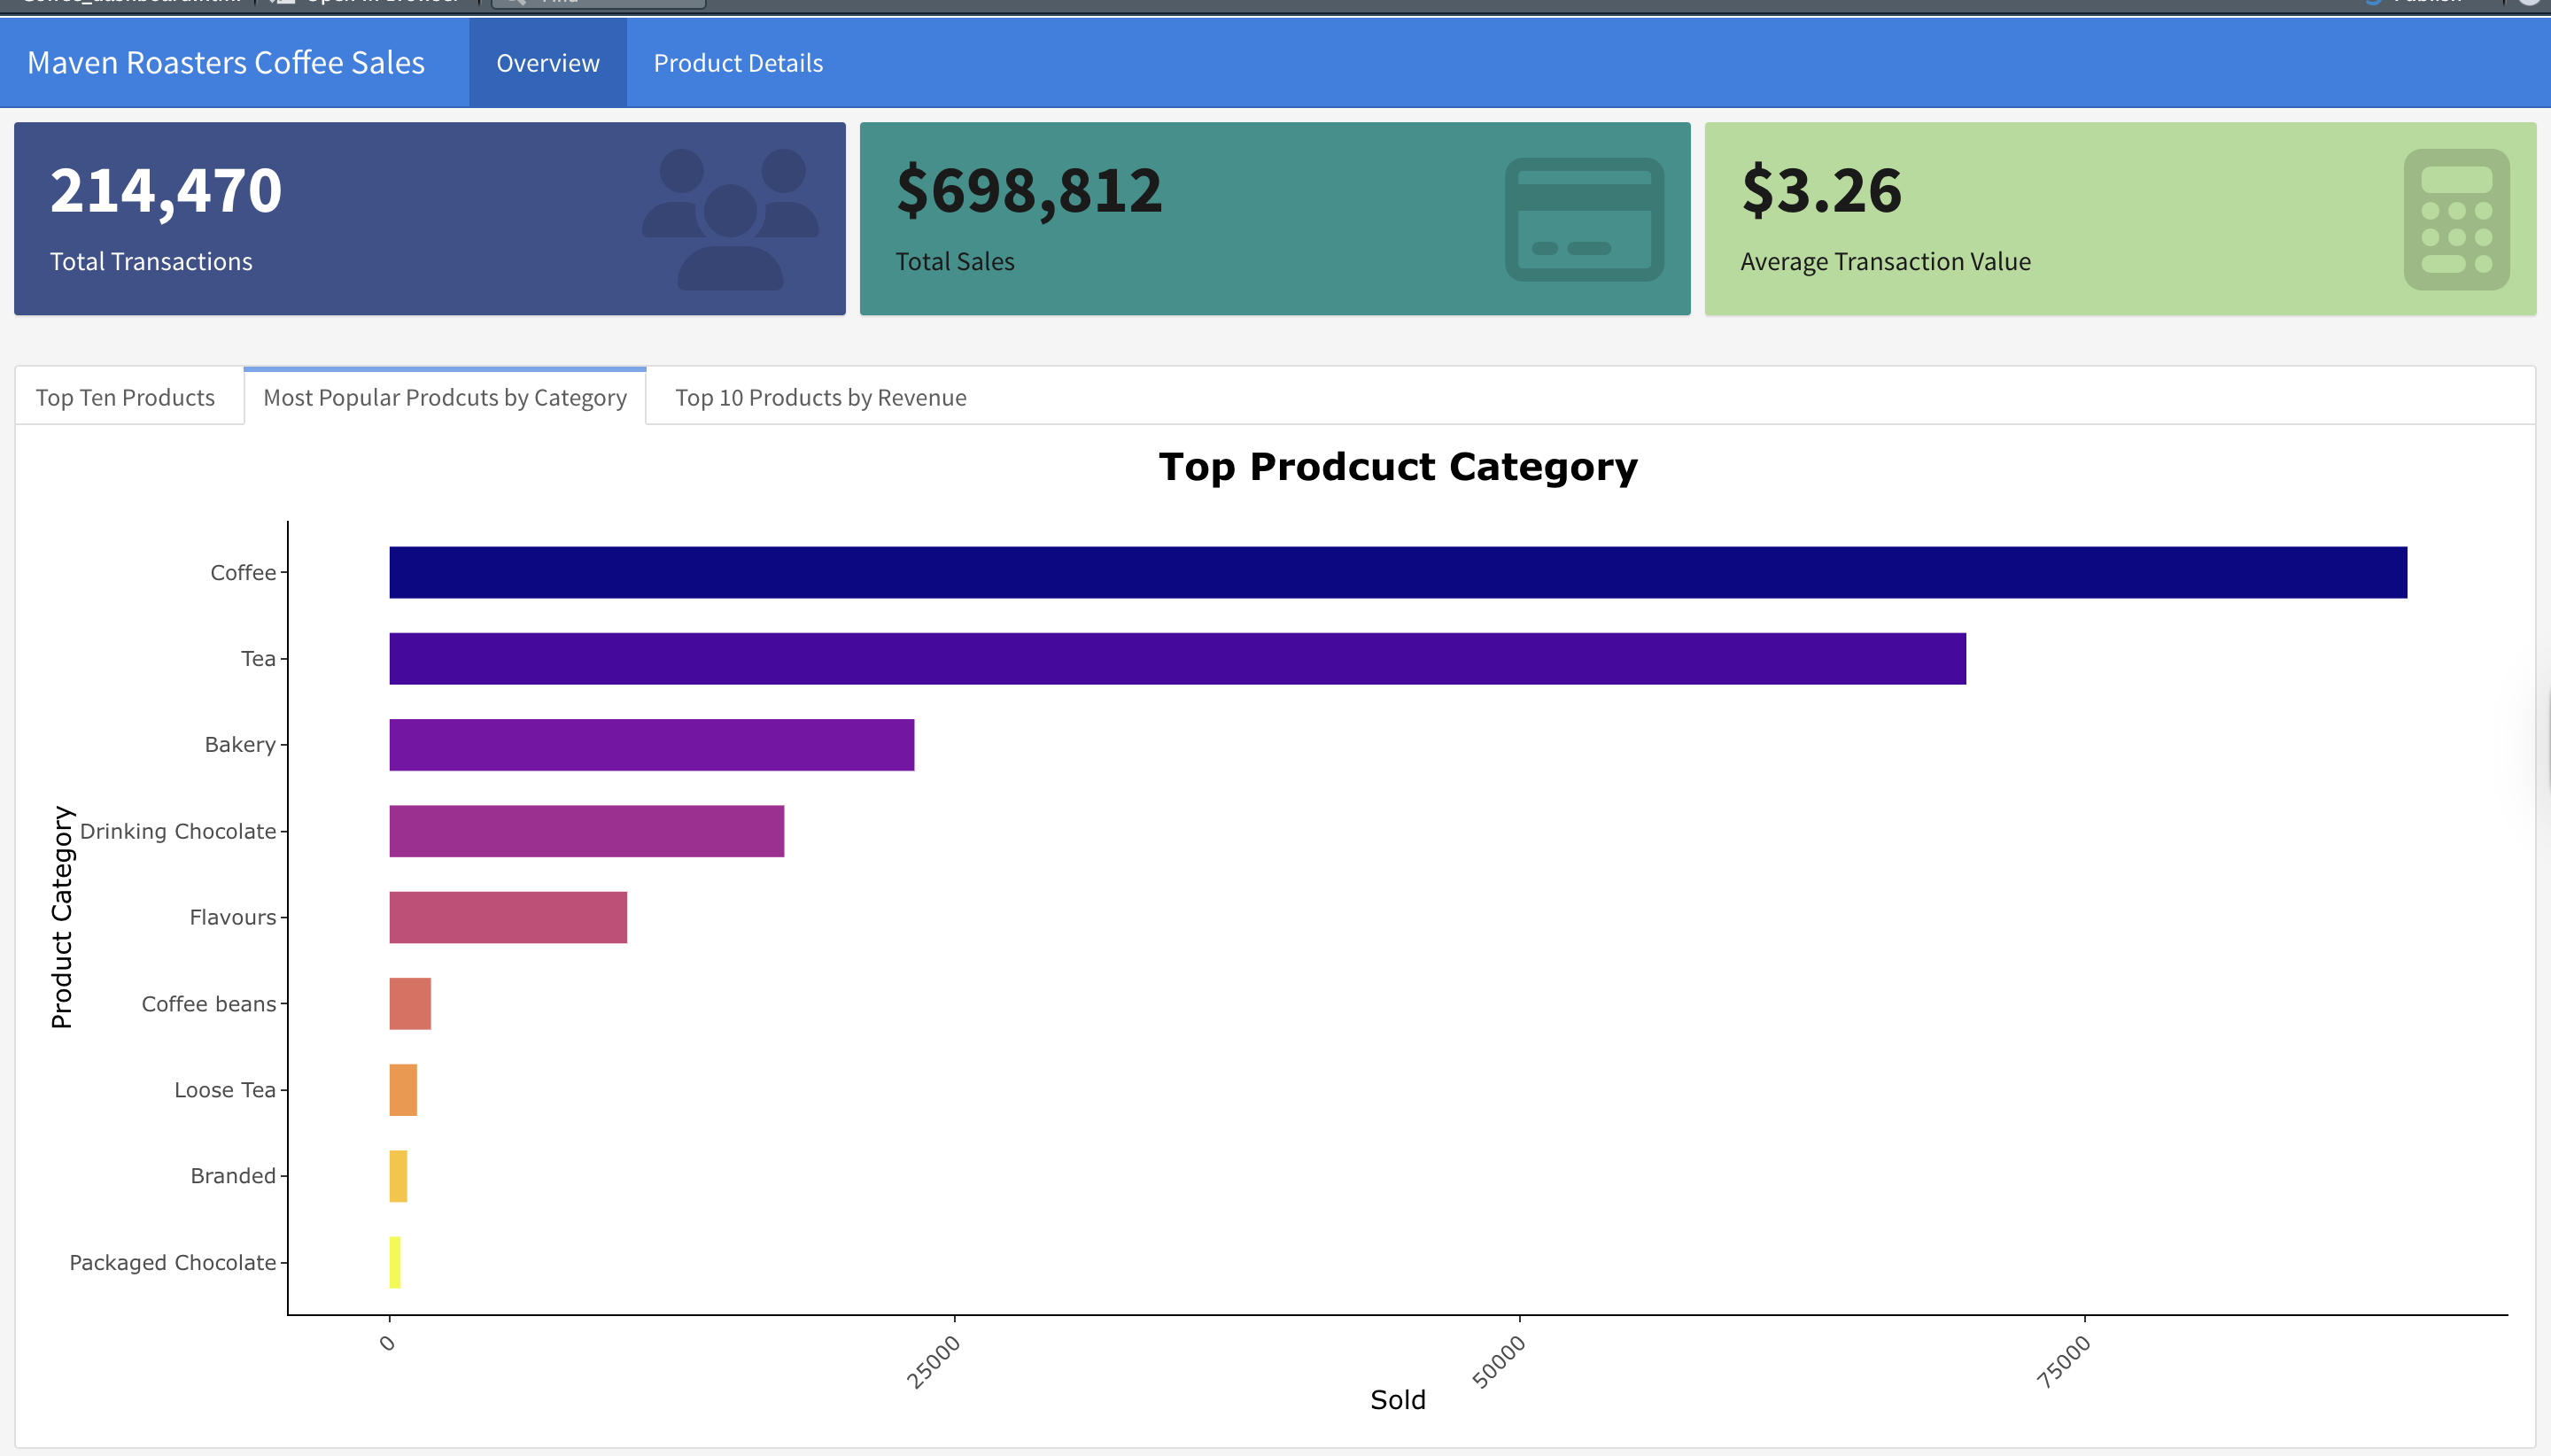 Maven Roasters Coffee Sales
Overview
Product Details
214,470
Total Transactions
$698,812
Total Sales
$3.26
Average Transaction Value
Top Ten Products
Most Popular Prodcuts by Category
Top 10 Products by Revenue
Top Prodcuct Category
Product Category
Coffee
Tea
Bakery
Drinking Chocolate
Flavours
Coffee beans
Loose Tea
Branded
Packaged Chocolate
0
25000
50000
75000
Sold